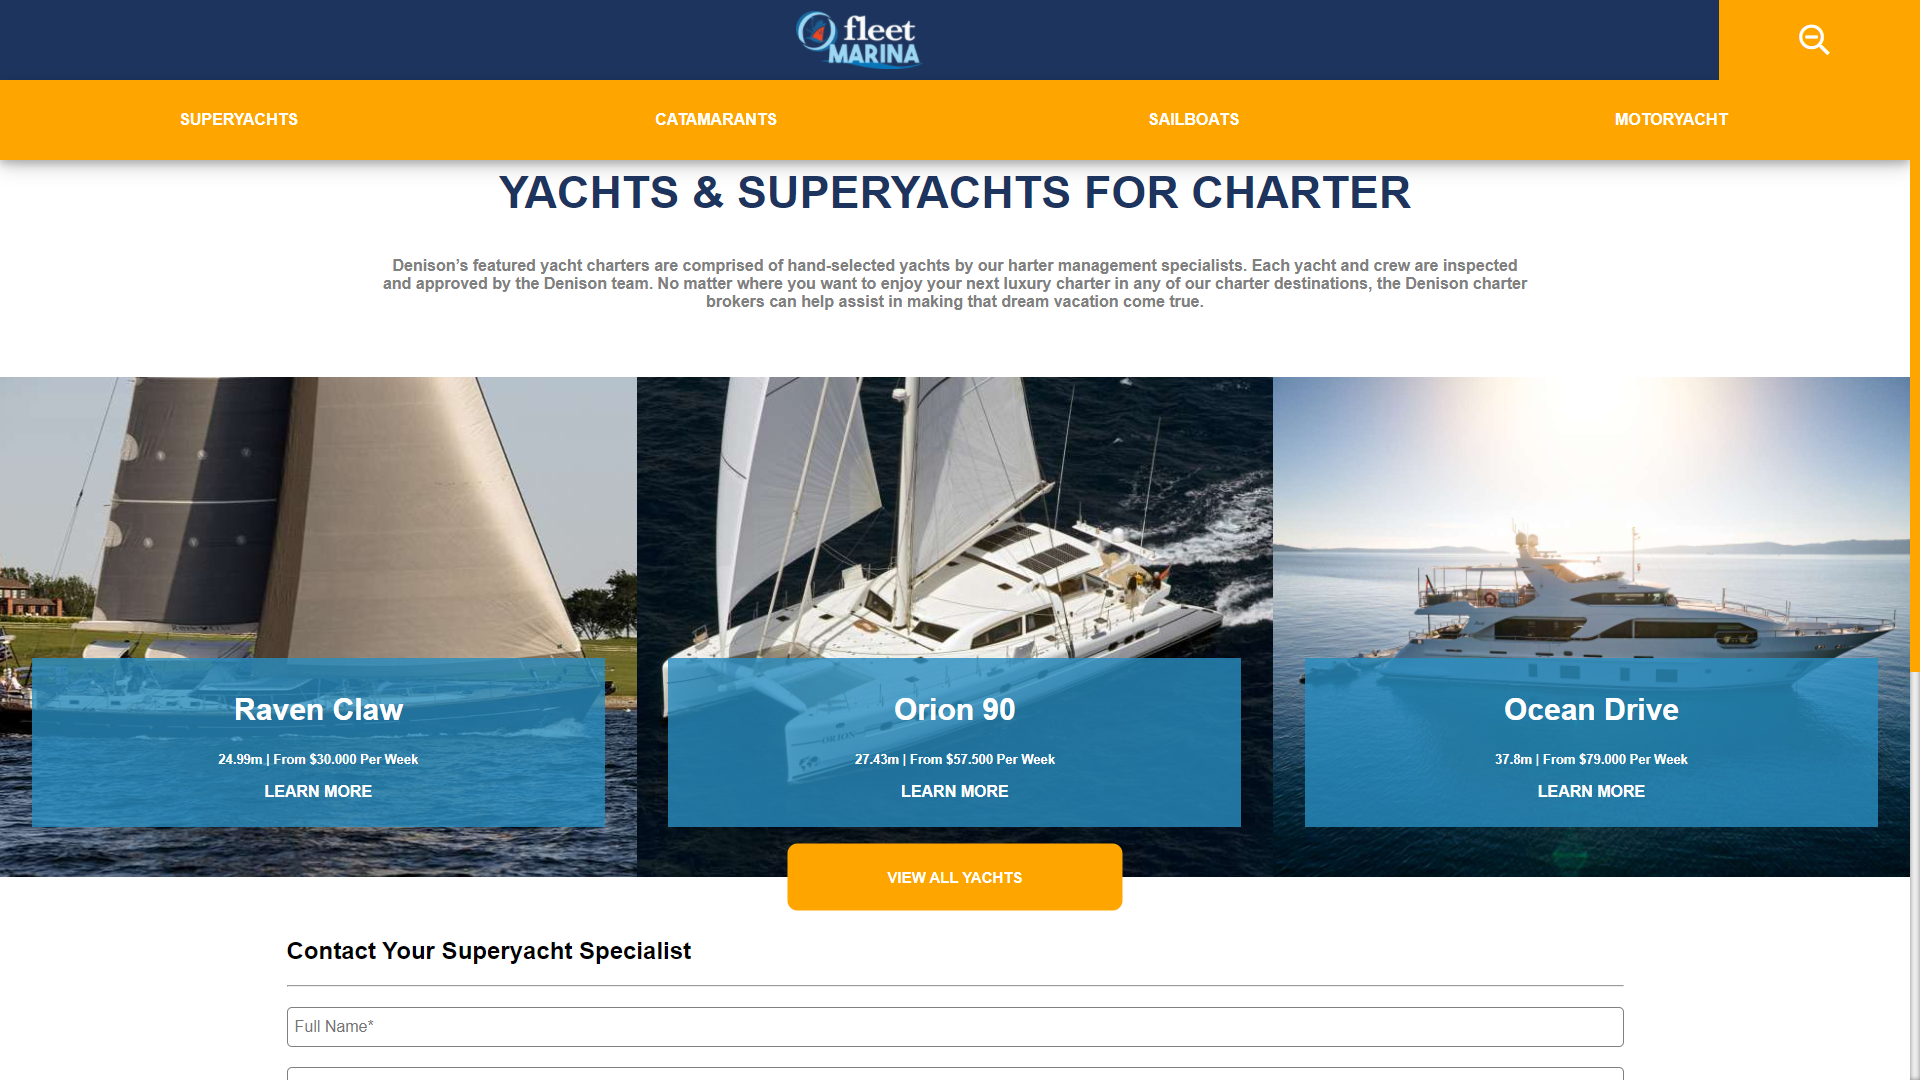 fleet
MARINA
SUPERYACHTS
CATAMARANTS
SAILBOATS
MOTORYACHT
YACHTS & SUPERYACHTS FOR CHARTER
Denison’s featured yacht charters are comprised of hand-selected yachts by our harter management specialists. Each yacht and crew are inspected
and approved by the Denison team. No matter where you want to enjoy your next luxury charter in any of our charter destinations, the Denison charter
brokers can help assist in making that dream vacation come true.
Raven Claw
24.99m | From $30.000 Per Week
LEARN MORE
ORION
Orion 90
27.43m | From $57.500 Per Week
LEARN MORE
Ocean Drive
37.8m | From $79.000 Per Week
LEARN MORE
VIEW ALL YACHTS
Contact Your Superyacht Specialist
Full Name*